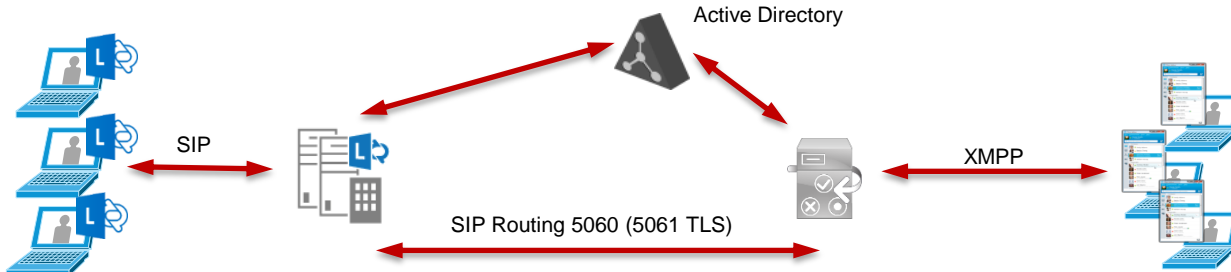 Active Directory
SIP
XMPP
SIP Routing 5060 (5061 TLS)
L
L
L
L